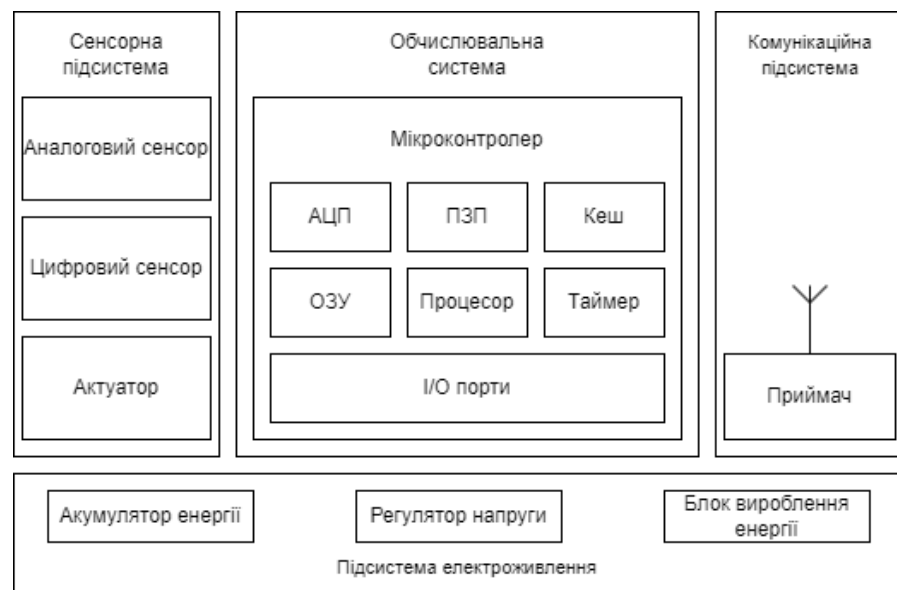 Сенсорна
підсистема
Аналоговий сенсор
Цифровий сенсор
Актуатор
Обчислювальна
система
Мікроконтролер
АЦП
ПЗП
Кеш
ОЗУ
Процесор
Таймер
I/O порти
Комунікаційна
підсистема
Приймач
Акумулятор енергії
Регулятор напруги
Блок вироблення
енергії
Підсистема електроживлення